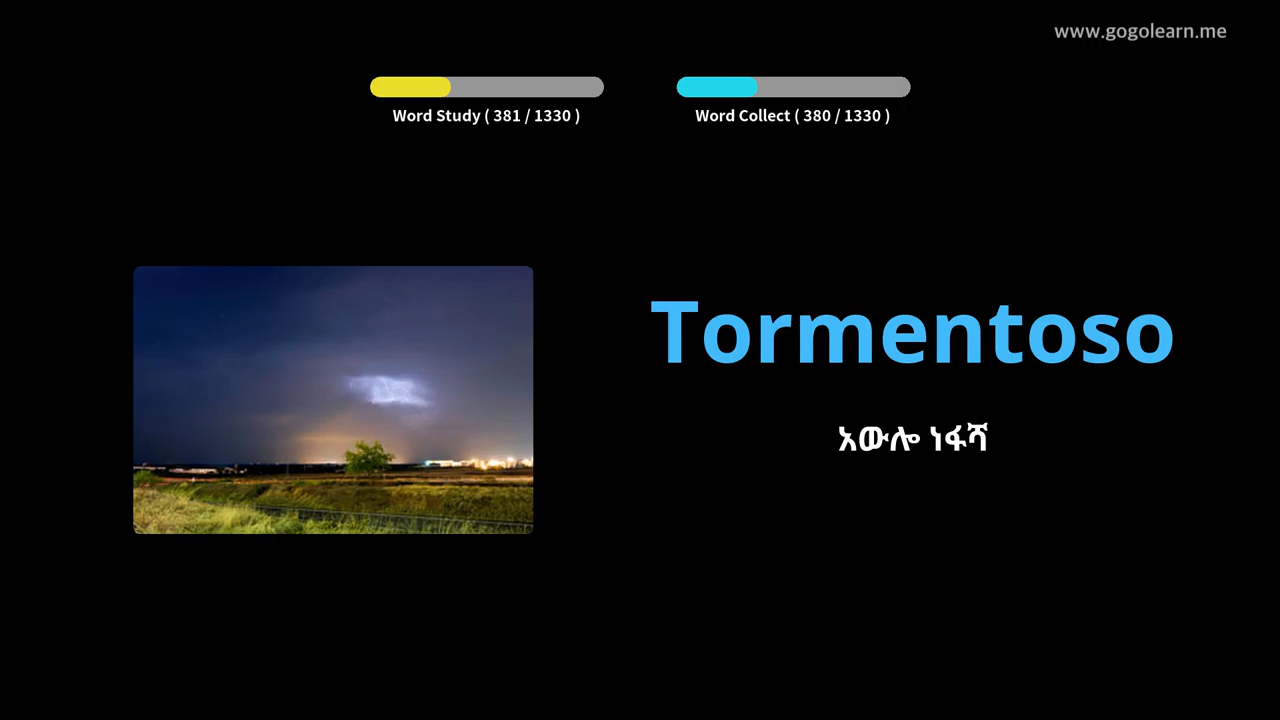 www.gogolearn.me
Word Study ( 381 / 1330 )
Word Collect ( 380 / 1330 )
Tormentoso
አውሎ ነፋሻ